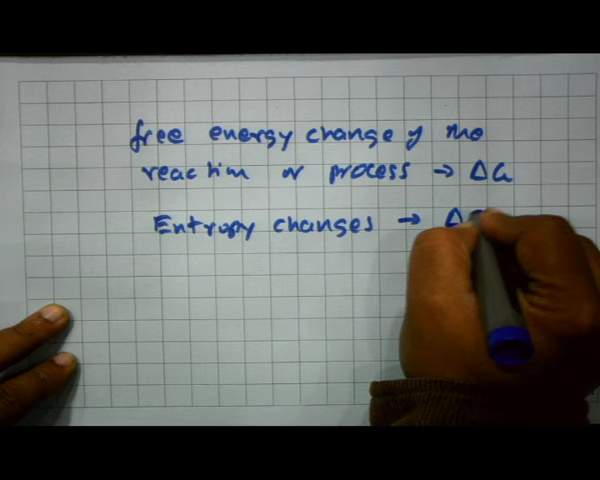 free energy change of the
reaction or process → ΔG
Entropy changes → Δ